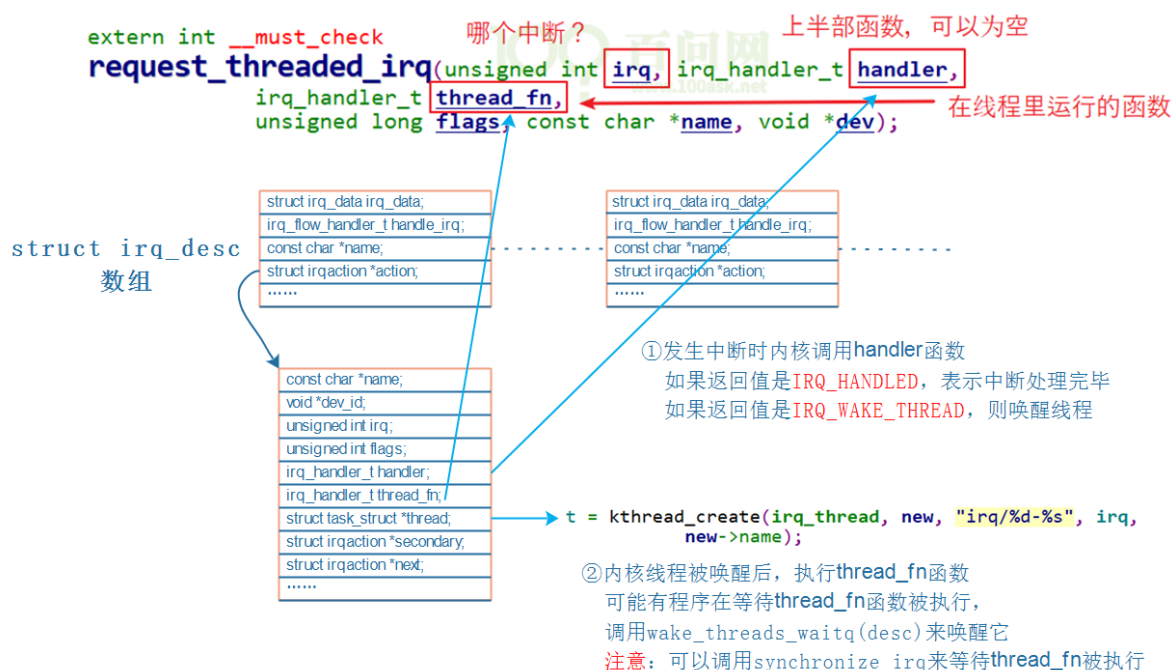 哪个中断？
上半部函数, 可以为空
extern int __must_check
request_threaded_irq(unsigned int irq, irq_handler_t handler,
irq_handler_t thread_fn,
在线程里运行的函数
unsigned long flags, const char *name, void *dev);
百问网
www.100ask.net
struct irq_desc
数组
struct irq_data irq_data;
irq_flow_handler_t handle_irq;
const char *name;
struct irqaction *action;
……
struct irq_data irq_data;
irq_flow_handler_t handle_irq;
const char *name;
struct irqaction *action;
……
const char *name;
void *dev_id;
unsigned int irq;
unsigned int flags;
irq_handler_t handler;
irq_handler_t thread_fn;
struct task_struct *thread;
struct irqaction *secondary;
struct irqaction *next;
……
①发生中断时内核调用handler函数
如果返回值是IRQ_HANDLED，表示中断处理完毕
如果返回值是IRQ_WAKE_THREAD，则唤醒线程
t = kthread_create(irq_thread, new, "irq/%d-%s", irq,
new->name);
②内核线程被唤醒后，执行thread_fn函数
可能有程序在等待thread_fn函数被执行，
调用wake_threads_waitq(desc)来唤醒它
注意：可以调用synchronize_irq来等待thread_fn被执行